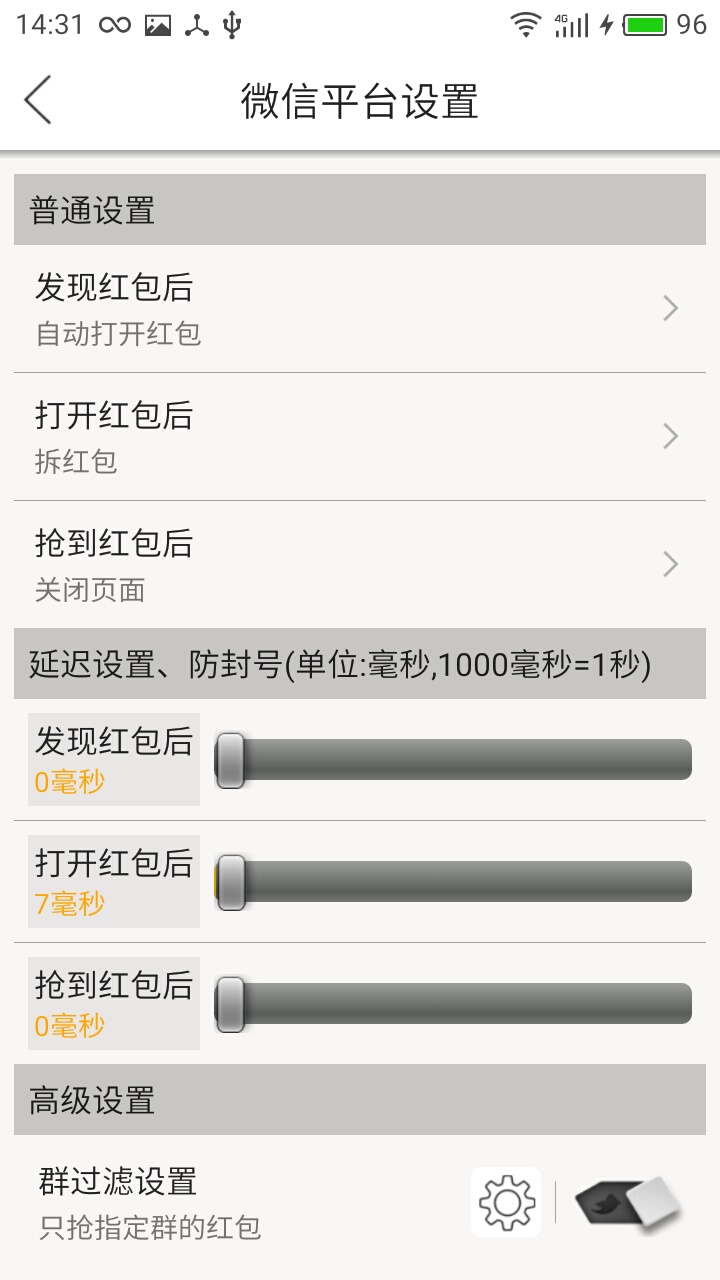 14:31
4G
96
微信平台设置
普通设置
发现红包后
自动打开红包
打开红包后
拆红包
抢到红包后
关闭页面
延迟设置、防封号(单位:毫秒,1000毫秒=1秒)
发现红包后
0毫秒
打开红包后
7毫秒
抢到红包后
0毫秒
高级设置
群过滤设置
只抢指定群的红包